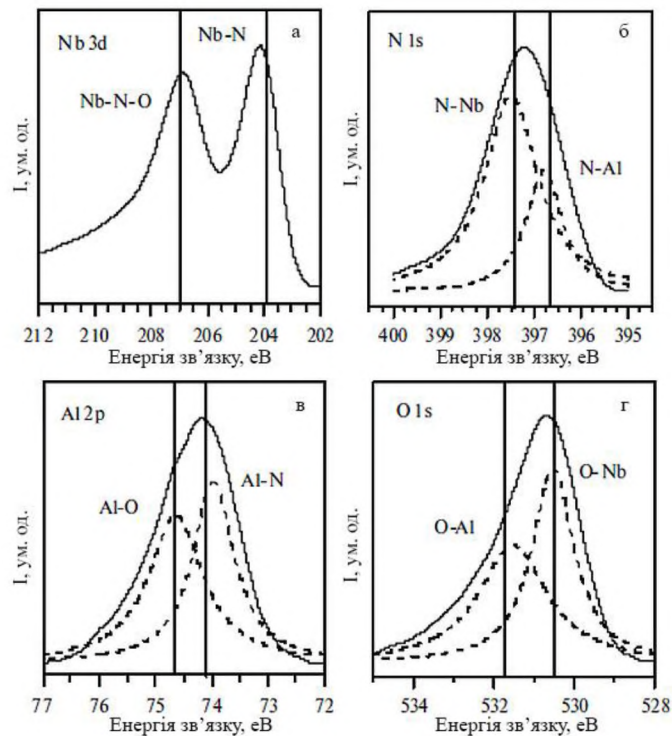 Nb 3d
Nb-N
а
Nb-N-O
I, ум. од.
212 210 208 206 204 202
Енергія зв’язку, еВ
N 1s
б
N-Nb
N-Al
I, ум. од.
400 399 398 397 396 395
Енергія зв’язку, еВ
Al 2p
в
Al-N
Al-O
I, ум. од.
77 76 75 74 73 72
Енергія зв’язку, еВ
O 1s
г
O-Nb
O-Al
I, ум. од.
534 532 530 528
Енергія зв’язку, еВ